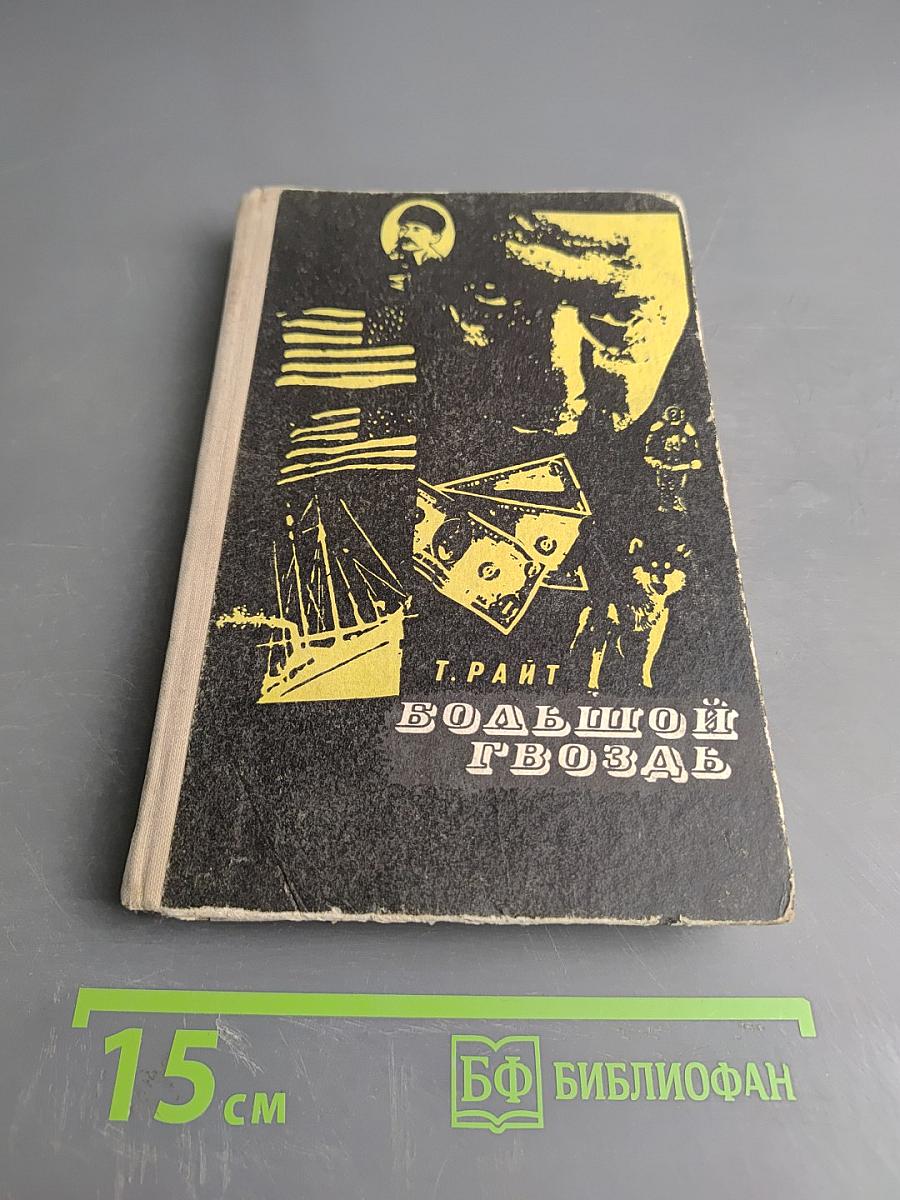 Т. РАЙТ
БОЛЬШОЙ
ГВОЗДЬ
15 см
БФ БИБЛИОФАН